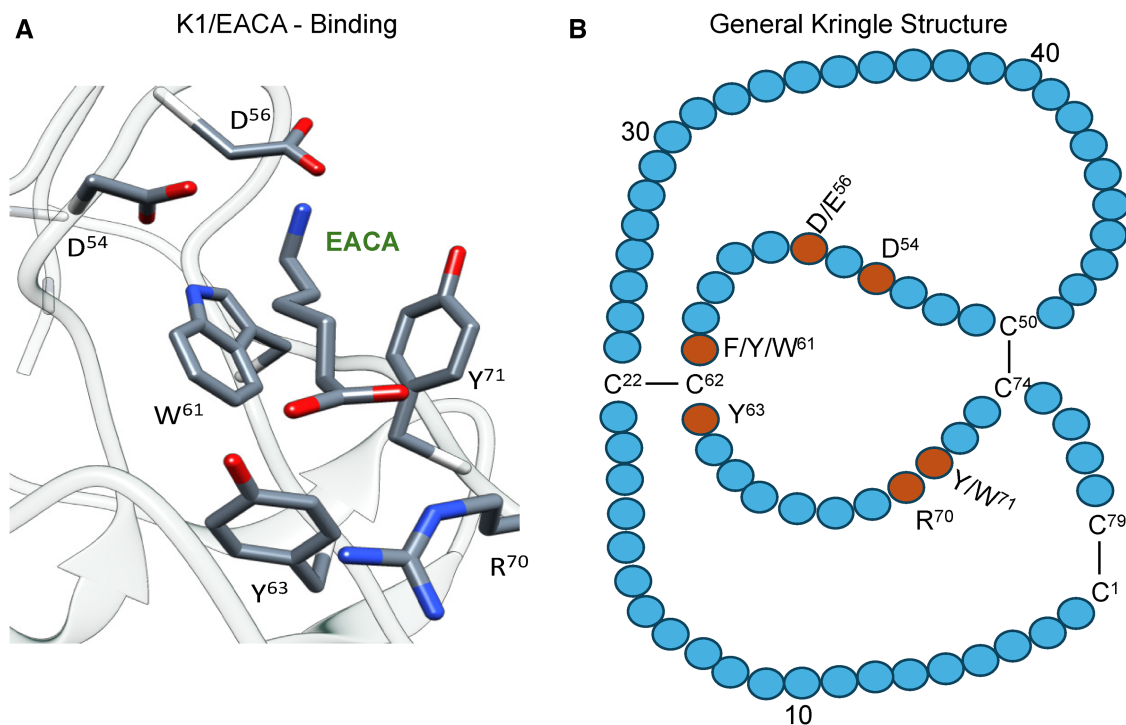 A
K1/EACA - Binding
D56
D54
EACA
Y71
W61
Y63
R70
B
General Kringle Structure
40
30
D/E56
D54
C50
F/Y/W61
C22
C62
C74
Y63
Y/W71
R70
C79
C1
10